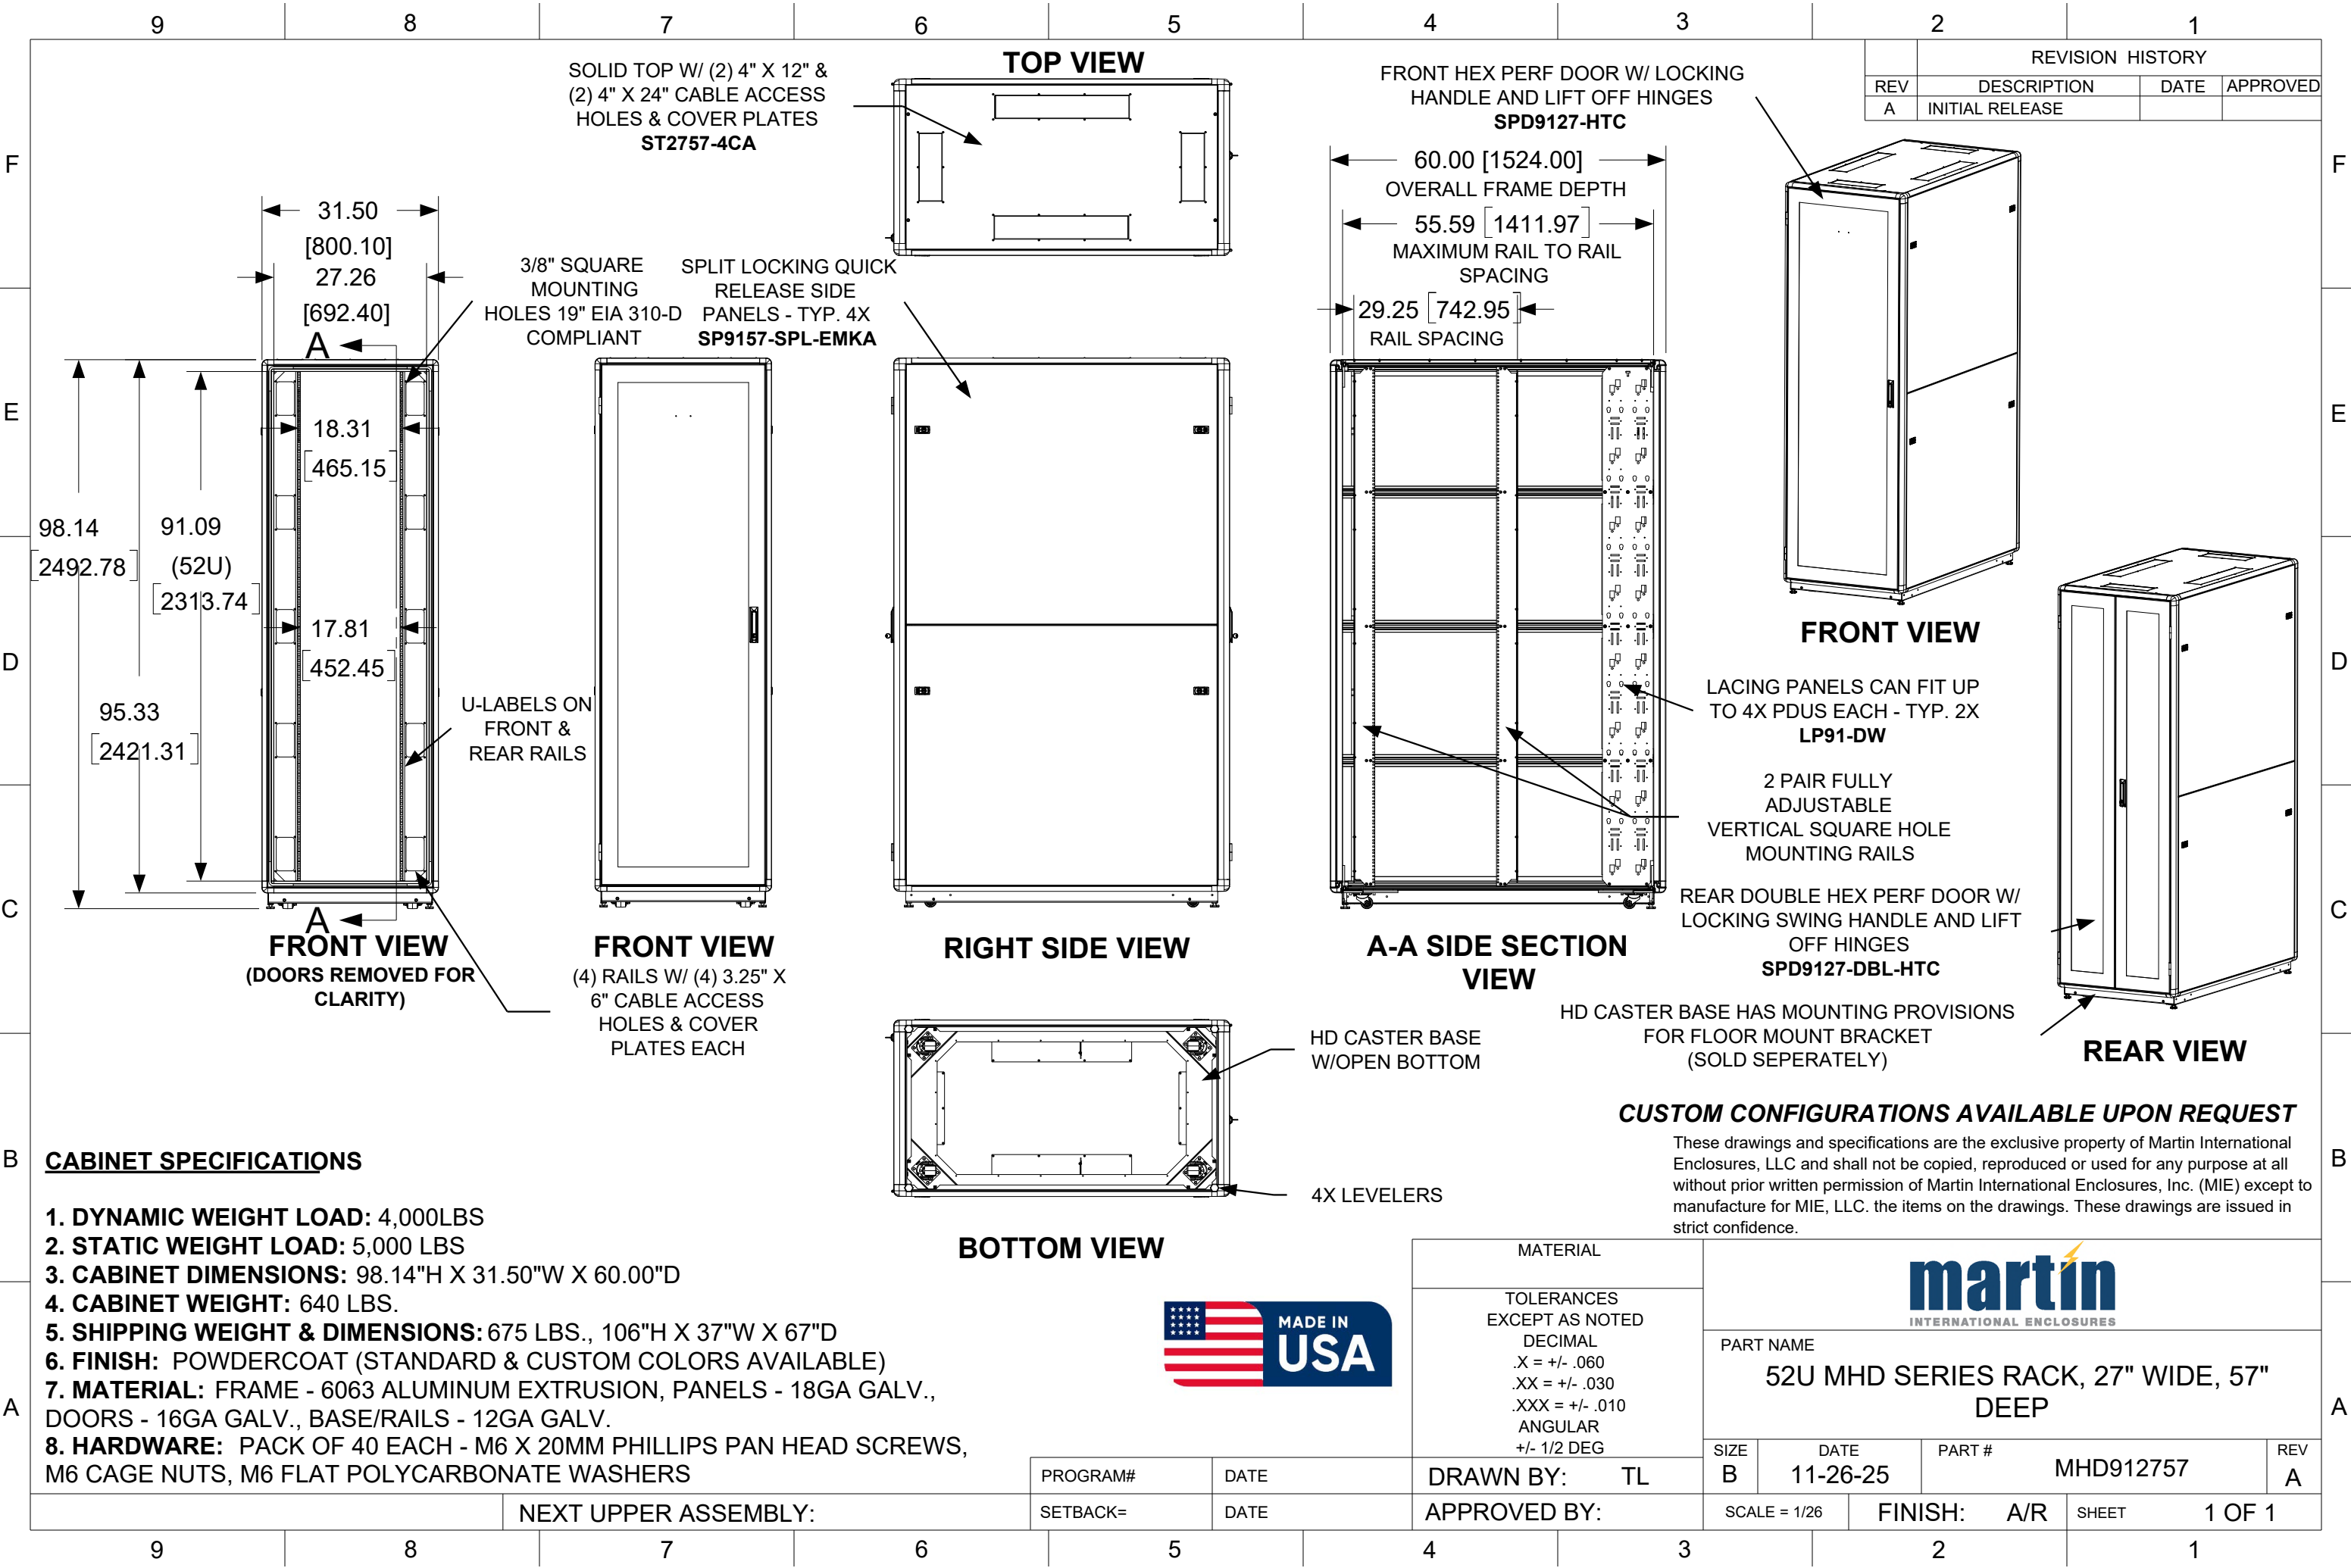 9 8 7 6 5 4 3 2 1
F
E
D
C
B
A
TOP VIEW
SOLID TOP W/ (2) 4" X 12" &
(2) 4" X 24" CABLE ACCESS
HOLES & COVER PLATES
ST2757-4CA
FRONT HEX PERF DOOR W/ LOCKING
HANDLE AND LIFT OFF HINGES
SPD9127-HTC
REVISION HISTORY
REV DESCRIPTION DATE APPROVED
A INITIAL RELEASE
60.00 [1524.00]
OVERALL FRAME DEPTH
55.59 [1411.97]
MAXIMUM RAIL TO RAIL
SPACING
29.25 [742.95]
RAIL SPACING
31.50
[800.10]
27.26
[692.40]
A
3/8" SQUARE
MOUNTING
HOLES 19" EIA 310-D
COMPLIANT
SPLIT LOCKING QUICK
RELEASE SIDE
PANELS - TYP. 4X
SP9157-SPL-EMKA
18.31
[465.15]
98.14
[2492.78]
91.09
(52U)
[2313.74]
17.81
[452.45]
95.33
[2421.31]
U-LABELS ON
FRONT &
REAR RAILS
A
FRONT VIEW
(DOORS REMOVED FOR
CLARITY)
FRONT VIEW
(4) RAILS W/ (4) 3.25" X
6" CABLE ACCESS
HOLES & COVER
PLATES EACH
RIGHT SIDE VIEW
A-A SIDE SECTION
VIEW
FRONT VIEW
LACING PANELS CAN FIT UP
TO 4X PDUS EACH - TYP. 2X
LP91-DW
2 PAIR FULLY
ADJUSTABLE
VERTICAL SQUARE HOLE
MOUNTING RAILS
REAR DOUBLE HEX PERF DOOR W/
LOCKING SWING HANDLE AND LIFT
OFF HINGES
SPD9127-DBL-HTC
HD CASTER BASE HAS MOUNTING PROVISIONS
FOR FLOOR MOUNT BRACKET
(SOLD SEPERATELY)
REAR VIEW
HD CASTER BASE
W/OPEN BOTTOM
4X LEVELERS
BOTTOM VIEW
CUSTOM CONFIGURATIONS AVAILABLE UPON REQUEST
These drawings and specifications are the exclusive property of Martin International
Enclosures, LLC and shall not be copied, reproduced or used for any purpose at all
without prior written permission of Martin International Enclosures, Inc. (MIE) except to
manufacture for MIE, LLC. the items on the drawings. These drawings are issued in
strict confidence.
CABINET SPECIFICATIONS
1. DYNAMIC WEIGHT LOAD: 4,000LBS
2. STATIC WEIGHT LOAD: 5,000 LBS
3. CABINET DIMENSIONS: 98.14"H X 31.50"W X 60.00"D
4. CABINET WEIGHT: 640 LBS.
5. SHIPPING WEIGHT & DIMENSIONS: 675 LBS., 106"H X 37"W X 67"D
6. FINISH: POWDERCOAT (STANDARD & CUSTOM COLORS AVAILABLE)
7. MATERIAL: FRAME - 6063 ALUMINUM EXTRUSION, PANELS - 18GA GALV.,
DOORS - 16GA GALV., BASE/RAILS - 12GA GALV.
8. HARDWARE: PACK OF 40 EACH - M6 X 20MM PHILLIPS PAN HEAD SCREWS,
M6 CAGE NUTS, M6 FLAT POLYCARBONATE WASHERS
MADE IN
USA
MATERIAL
TOLERANCES
EXCEPT AS NOTED
DECIMAL
.X = +/- .060
.XX = +/- .030
.XXX = +/- .010
ANGULAR
+/- 1/2 DEG
martin
INTERNATIONAL ENCLOSURES
PART NAME
52U MHD SERIES RACK, 27" WIDE, 57"
DEEP
SIZE DATE PART # REV
B 11-26-25 MHD912757 A
PROGRAM# DATE DRAWN BY: TL
NEXT UPPER ASSEMBLY: SETBACK= DATE APPROVED BY: SCALE = 1/26 FINISH: A/R SHEET 1 OF 1
F
E
D
C
B
A
9 8 7 6 5 4 3 2 1